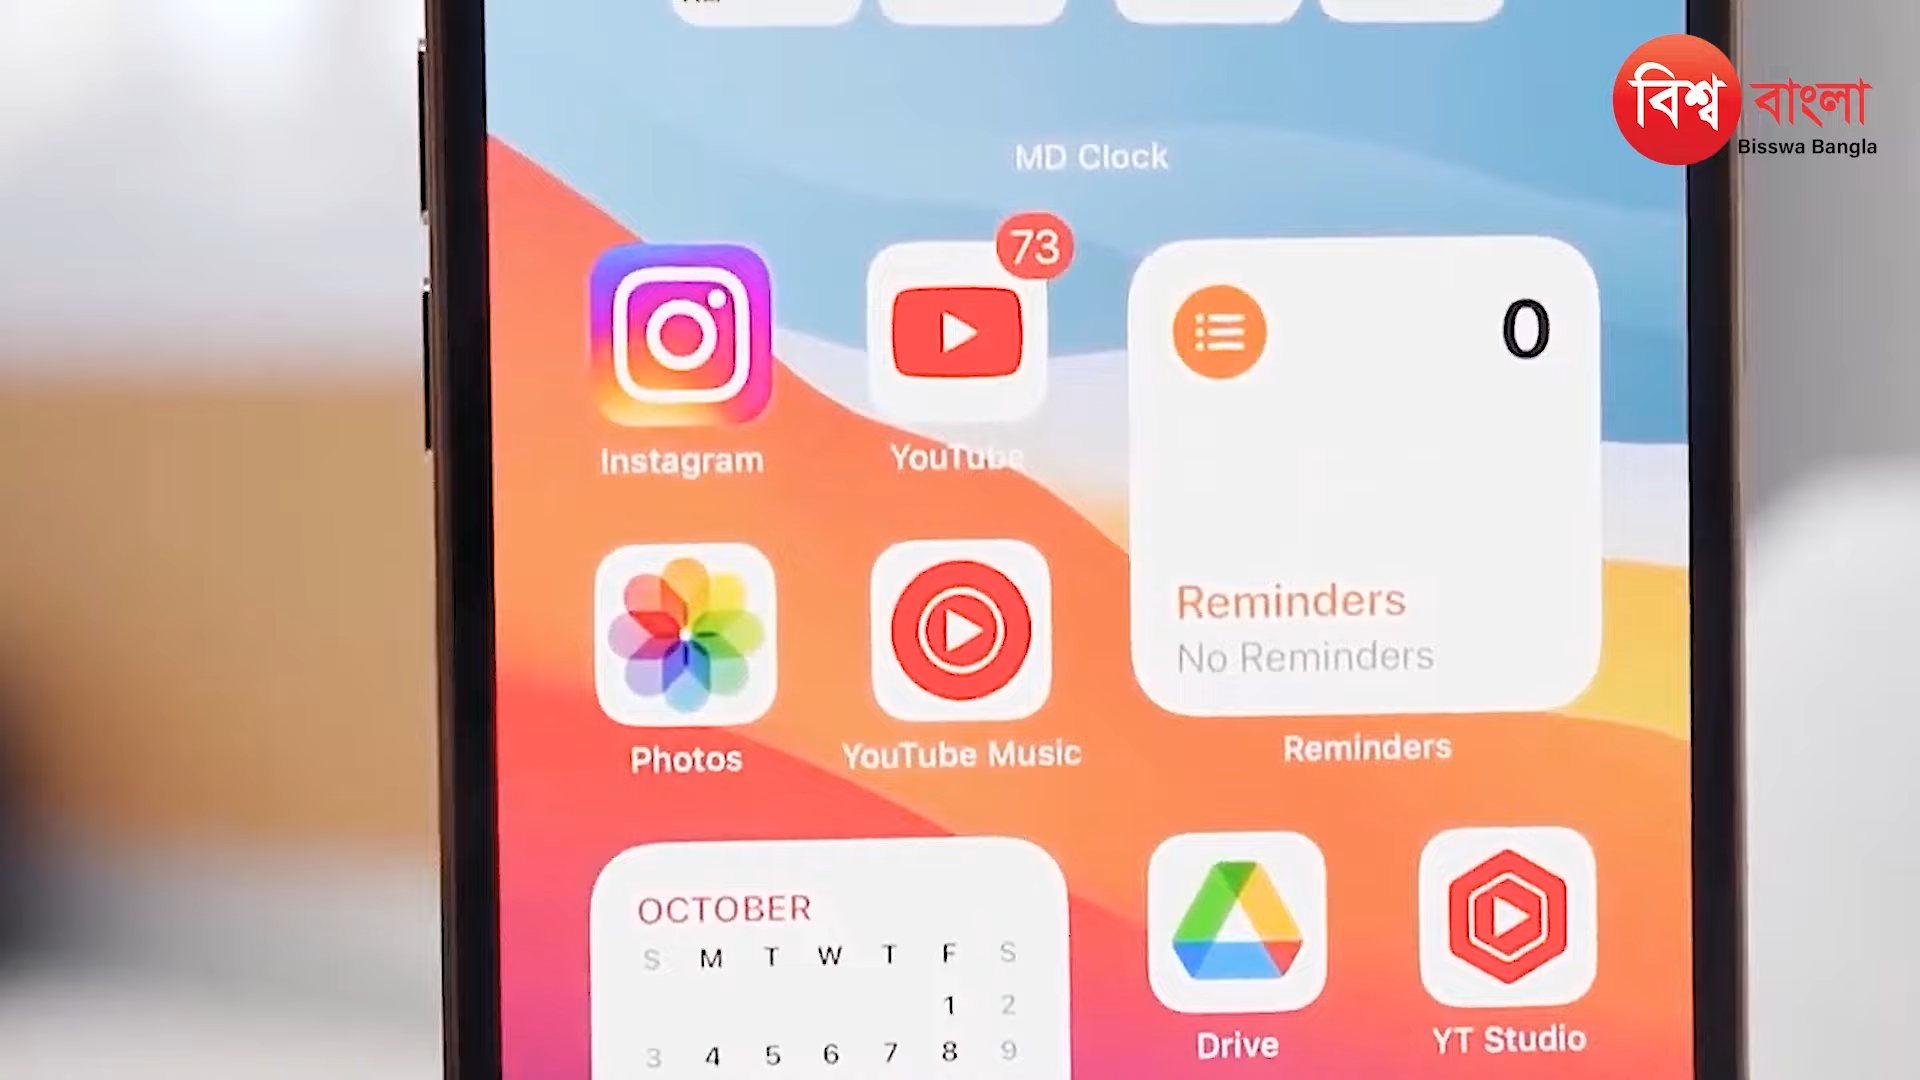 বিশ্ব বাংলা
Bisswa Bangla
MD Clock
73
Instagram
YouTube
0
Reminders
No Reminders
Photos
YouTube Music
Reminders
OCTOBER
S M T W T F S
1 2
3 4 5 6 7 8 9
Drive
YT Studio